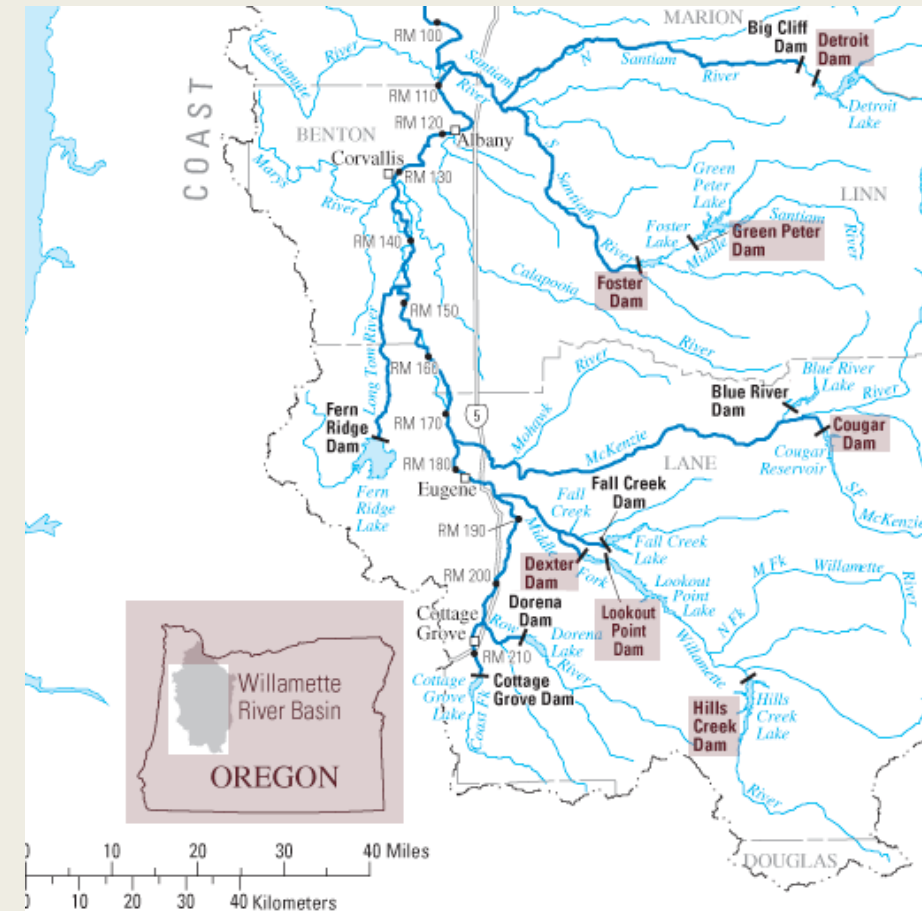 MARION
RM 100
Big Cliff
Dam
Detroit
Dam
Luckiamute
River
Santiam
River
N
Santiam
River
Detroit
Lake
COAST
RM 110
BENTON
RM 120
Albany
Corvallis
RM 130
Marys
River
S
Santiam
River
Green
Peter
Lake
LINN
Foster
Lake
Middle
Santiam
River
Green Peter
Dam
RM 140
Foster
Dam
Calapooia
River
RM 150
Long Tom River
RM 160
River
Mohawk
Blue River
Lake
Blue River
Dam
River
Fern
Ridge
Dam
RM 170
5
Cougar
Dam
McKenzie
LANE
Cougar
Reservoir
RM 180
Eugene
Fall Creek
Dam
Fall
Creek
SF
McKenzie
Fern
Ridge
Lake
RM 190
Middle
Fork
Fall Creek
Lake
Dexter
Dam
Lookout
Point
Lake
M Fk
Willamette
River
N Fk
RM 200
Cottage
Grove
Dorena
Dam
Row
River
Dorena
Lake
Lookout
Point
Dam
Willamette
RM 210
Cottage
Grove
Lake
Coast Fk
Cottage
Grove Dam
Hills
Creek
Dam
Hills
Creek
Lake
River
Willamette
River Basin
OREGON
DOUGLAS
0 10 20 30 40 Miles
0 10 20 30 40 Kilometers